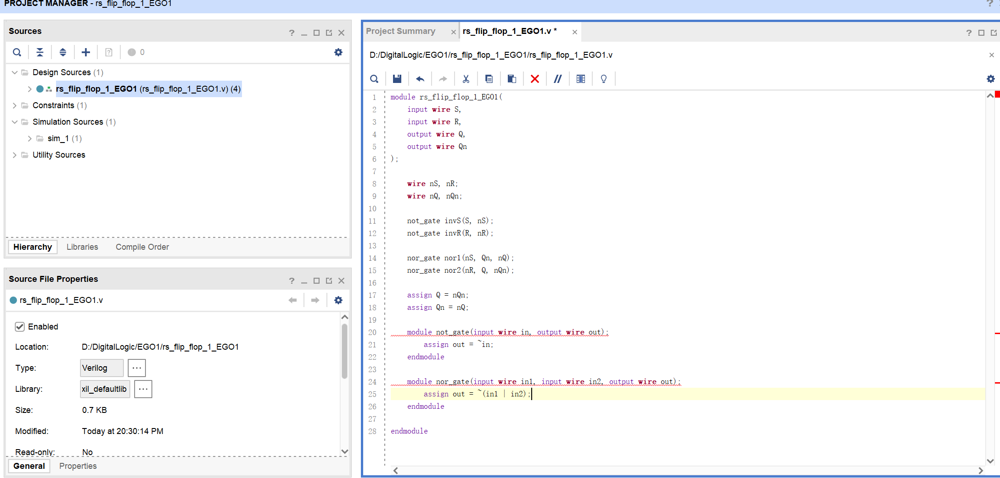 PROJECT MANAGER - rs_flip_flop_1_EGO1
Sources
0
Design Sources (1)
rs_flip_flop_1_EGO1 (rs_flip_flop_1_EGO1.v) (4)
Constraints (1)
Simulation Sources (1)
sim_1 (1)
Utility Sources
Hierarchy Libraries Compile Order
Source File Properties
rs_flip_flop_1_EGO1.v
Enabled
Location: D:/DigitalLogic/EGO1/rs_flip_flop_1_EGO1
Type: Verilog ...
Library: xil_defaultlib ...
Size: 0.7 KB
Modified: Today at 20:30:14 PM
Read-only: No
General Properties
Project Summary rs_flip_flop_1_EGO1.v *
D:/DigitalLogic/EGO1/rs_flip_flop_1_EGO1/rs_flip_flop_1_EGO1.v
1 module rs_flip_flop_1_EGO1(
2 input wire S,
3 input wire R,
4 output wire Q,
5 output wire Qn
6 );
7
8 wire nS, nR;
9 wire nQ, nQn;
10
11 not_gate invS(S, nS);
12 not_gate invR(R, nR);
13
14 nor_gate nor1(nS, Qn, nQ);
15 nor_gate nor2(nR, Q, nQn);
16
17 assign Q = nQn;
18 assign Qn = nQ;
19
20 module not_gate(input wire in, output wire out);
21 assign out = ~in;
22 endmodule
23
24 module nor_gate(input wire in1, input wire in2, output wire out);
25 assign out = ~(in1 | in2);
26 endmodule
27
28 endmodule